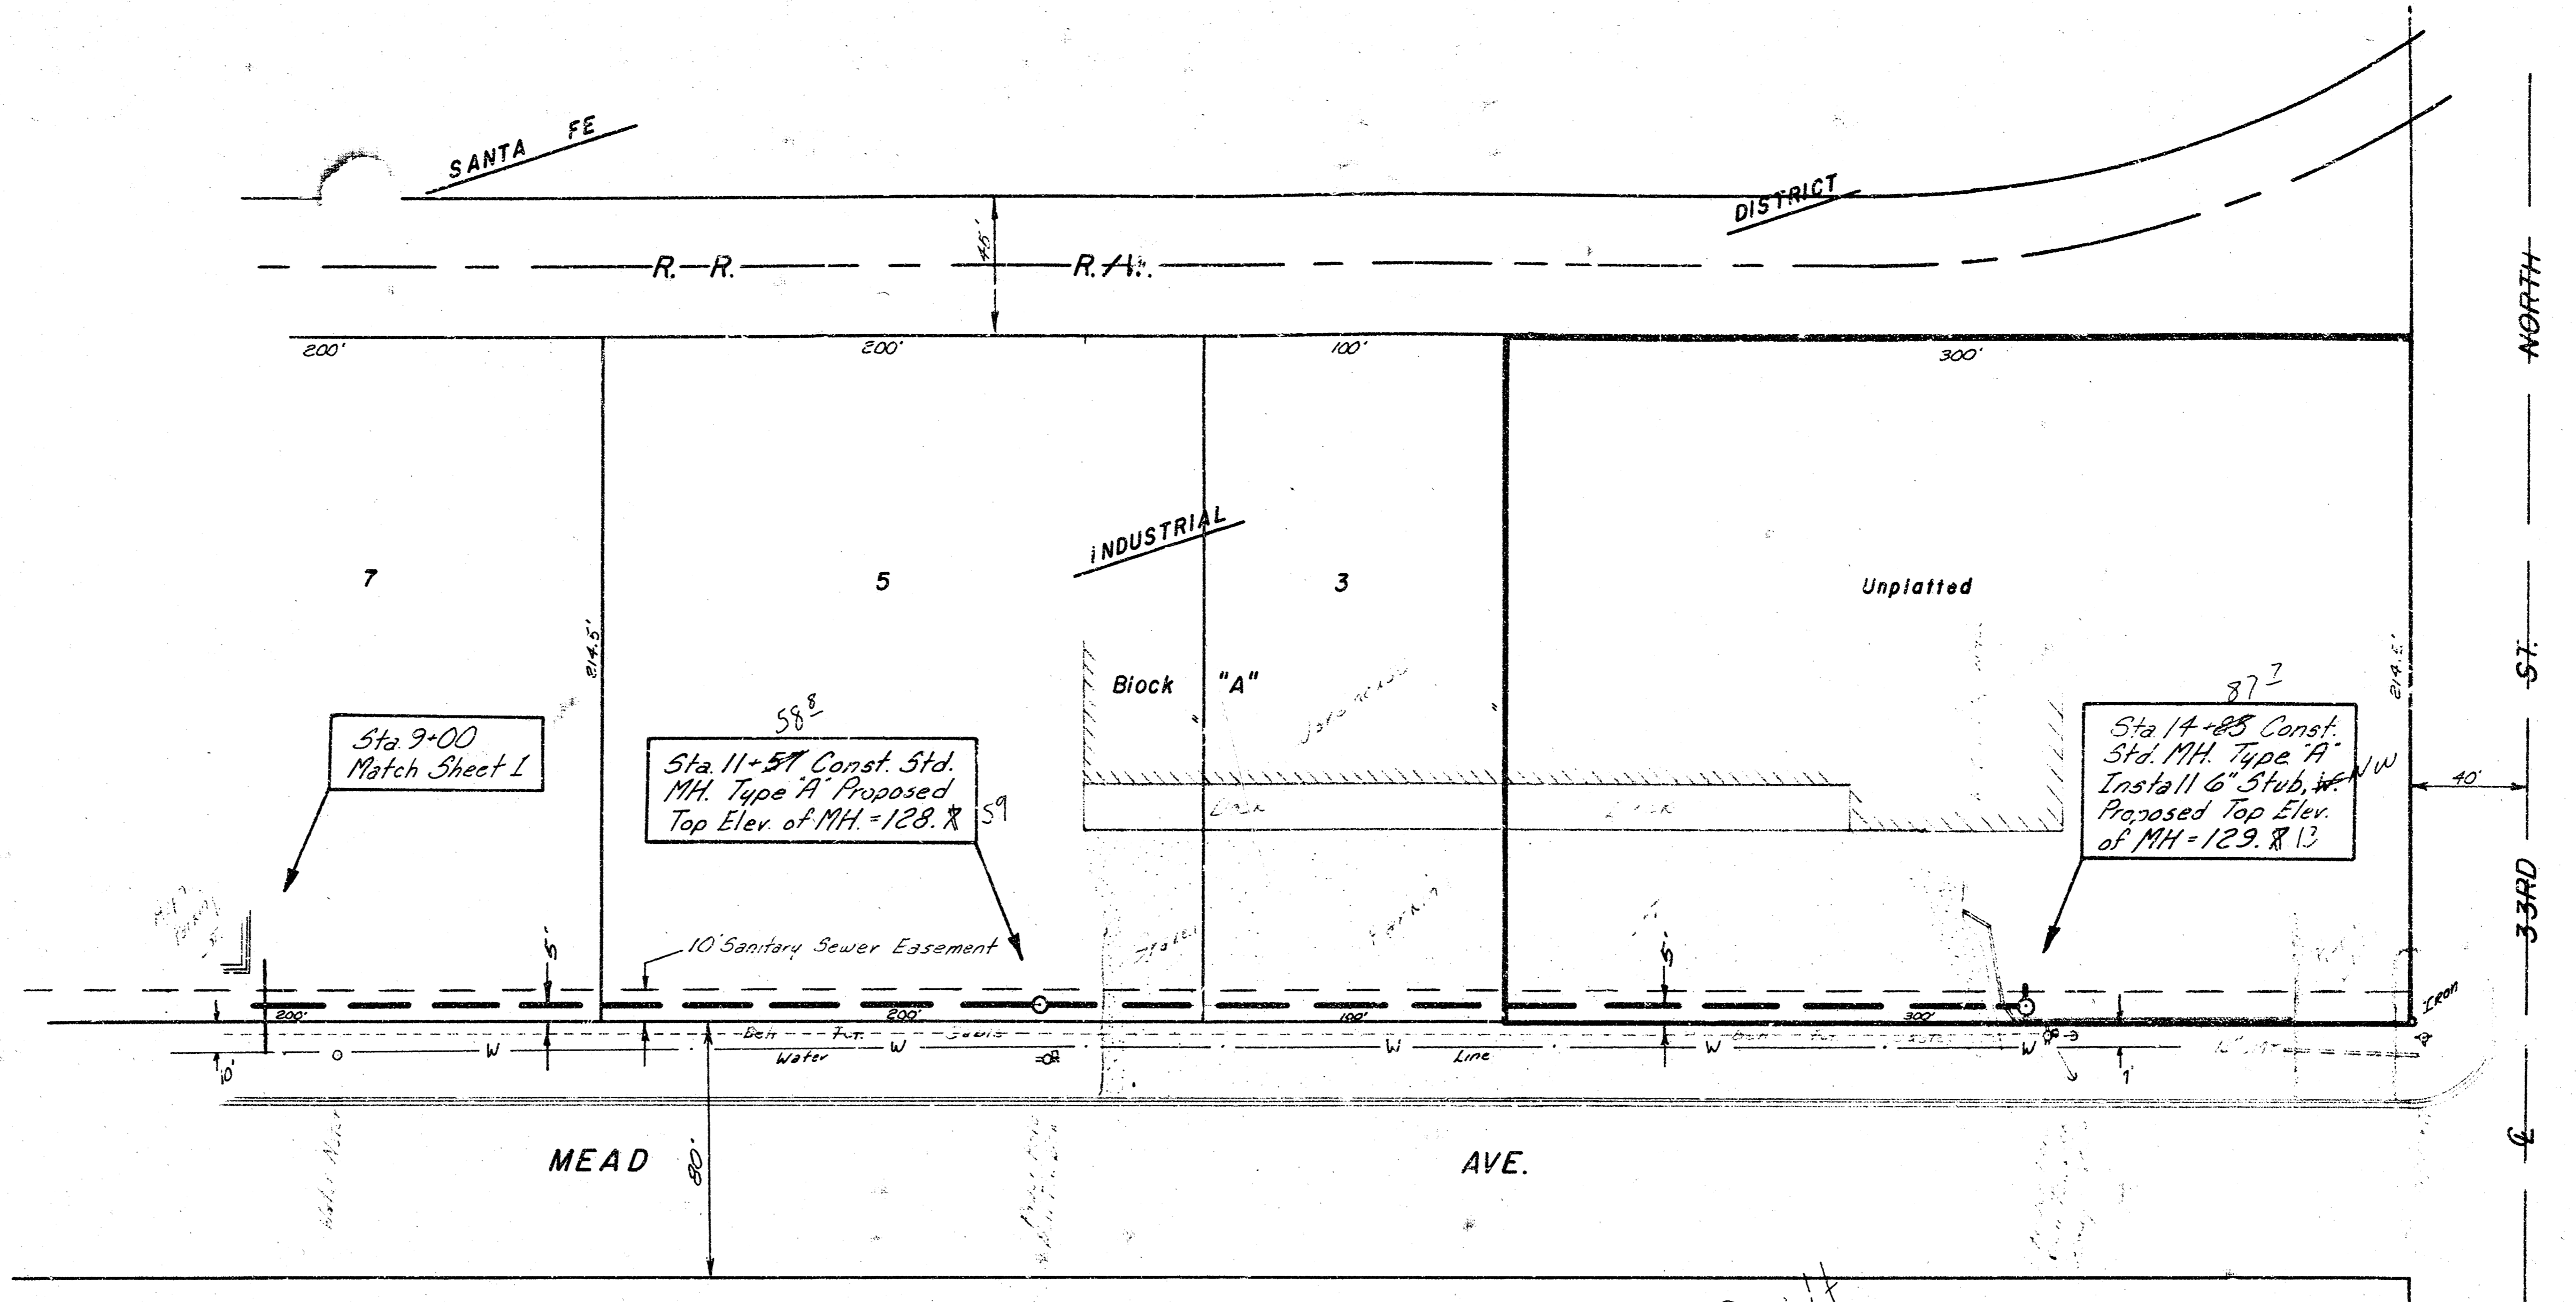 SANTA FE
DISTRICT
45'
R. R.
NORTH
200'
200'
100'
300'
INDUSTRIAL
7
5
3
Unplatted
214.5'
ST.
Block "A"
"
"
214.5'
58 8
87 7
Sta. 9+00
Match Sheet 1
Sta. 11+57 Const. Std.
MH. Type "A" Proposed
Top Elev. of MH. = 128. 59
Sta. 14+85 Const.
Std. MH. Type "A"
Install 6" Stub, W. NW
Proposed Top Elev.
of MH = 129. 13
40'
33RD
Dock
5'
10' Sanitary Sewer Easement
5'
Iron
200'
200'
100'
300'
W
Water
W
W
Line
W
W
10'
1'
MEAD
80'
AVE.
℄